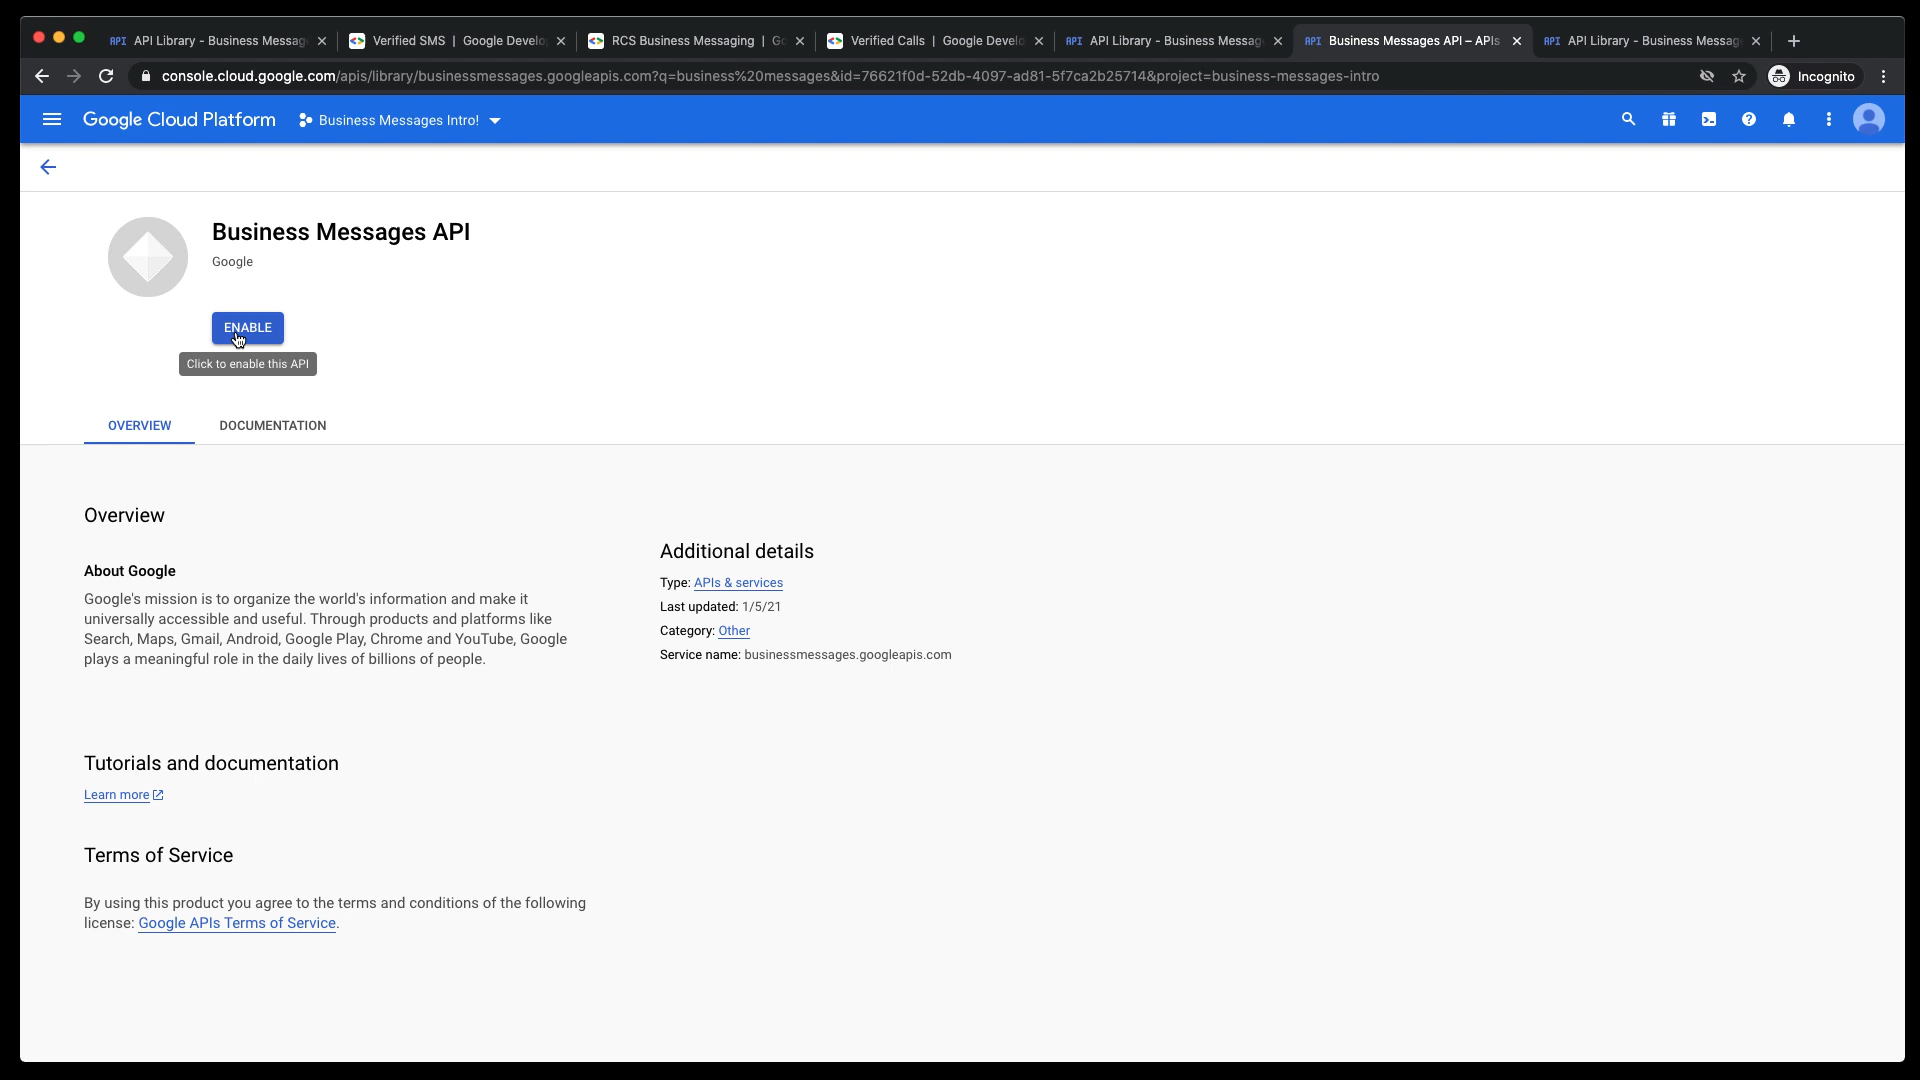 API Library - Business Messag
Verified SMS | Google Develo
RCS Business Messaging | Go
Verified Calls | Google Develo
API Library - Business Messag
Business Messages API – APIs
API Library - Business Messag
console.cloud.google.com/apis/library/businessmessages.googleapis.com?q=business%20messages&id=76621f0d-52db-4097-ad81-5f7ca2b25714&project=business-messages-intro
Incognito
Google Cloud Platform
Business Messages Intro!
Business Messages API
Google
ENABLE
Click to enable this API
OVERVIEW
DOCUMENTATION
Overview
About Google
Google's mission is to organize the world's information and make it
universally accessible and useful. Through products and platforms like
Search, Maps, Gmail, Android, Google Play, Chrome and YouTube, Google
plays a meaningful role in the daily lives of billions of people.
Additional details
Type: APIs & services
Last updated: 1/5/21
Category: Other
Service name: businessmessages.googleapis.com
Tutorials and documentation
Learn more
Terms of Service
By using this product you agree to the terms and conditions of the following
license: Google APIs Terms of Service.